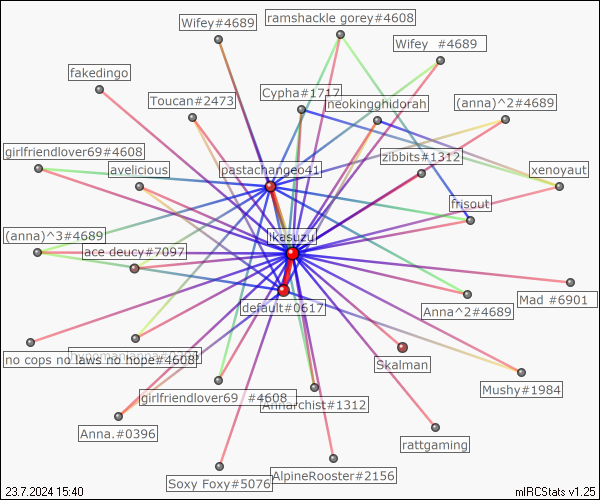 Wifey#4689
ramshackle gorey#4608
Wifey #4689
fakedingo
Toucan#2473
Cypha#1717
neokingghidorah
(anna)^2#4689
girlfriendlover69#4608
avelicious
pastachangeo41
zibbits#1312
xenoyaut
frisout
(anna)^3#4689
ace deucy#7097
ikasuzu
default#0617
Anna^2#4689
Mad #6901
no cops no laws no hope#4608
Skalman
Mushy#1984
girlfriendlover69 #4608
Annarchist#1312
Anna.#0396
rattgaming
Soxy Foxy#5076
AlpineRooster#2156
23.7.2024 15:40
mIRCStats v1.25